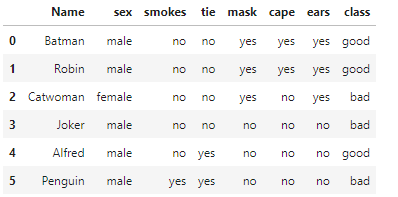 Name sex smokes tie mask cape ears class
0 Batman male no no yes yes yes good
1 Robin male no no yes yes yes good
2 Catwoman female no no yes no yes bad
3 Joker male no no no no no bad
4 Alfred male no yes no no no good
5 Penguin male yes yes no no no bad